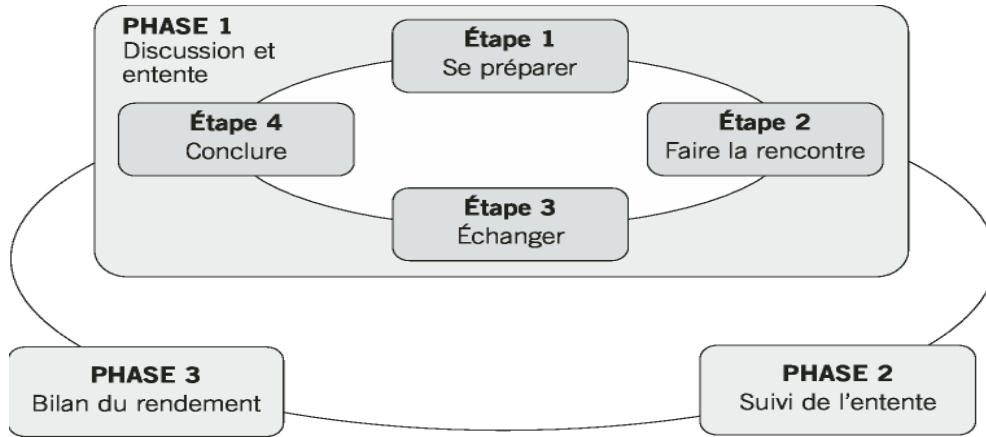 PHASE 1
Discussion et
entente
Étape 1
Se préparer
Étape 2
Faire la rencontre
Étape 3
Échanger
Étape 4
Conclure
PHASE 2
Suivi de l'entente
PHASE 3
Bilan du rendement